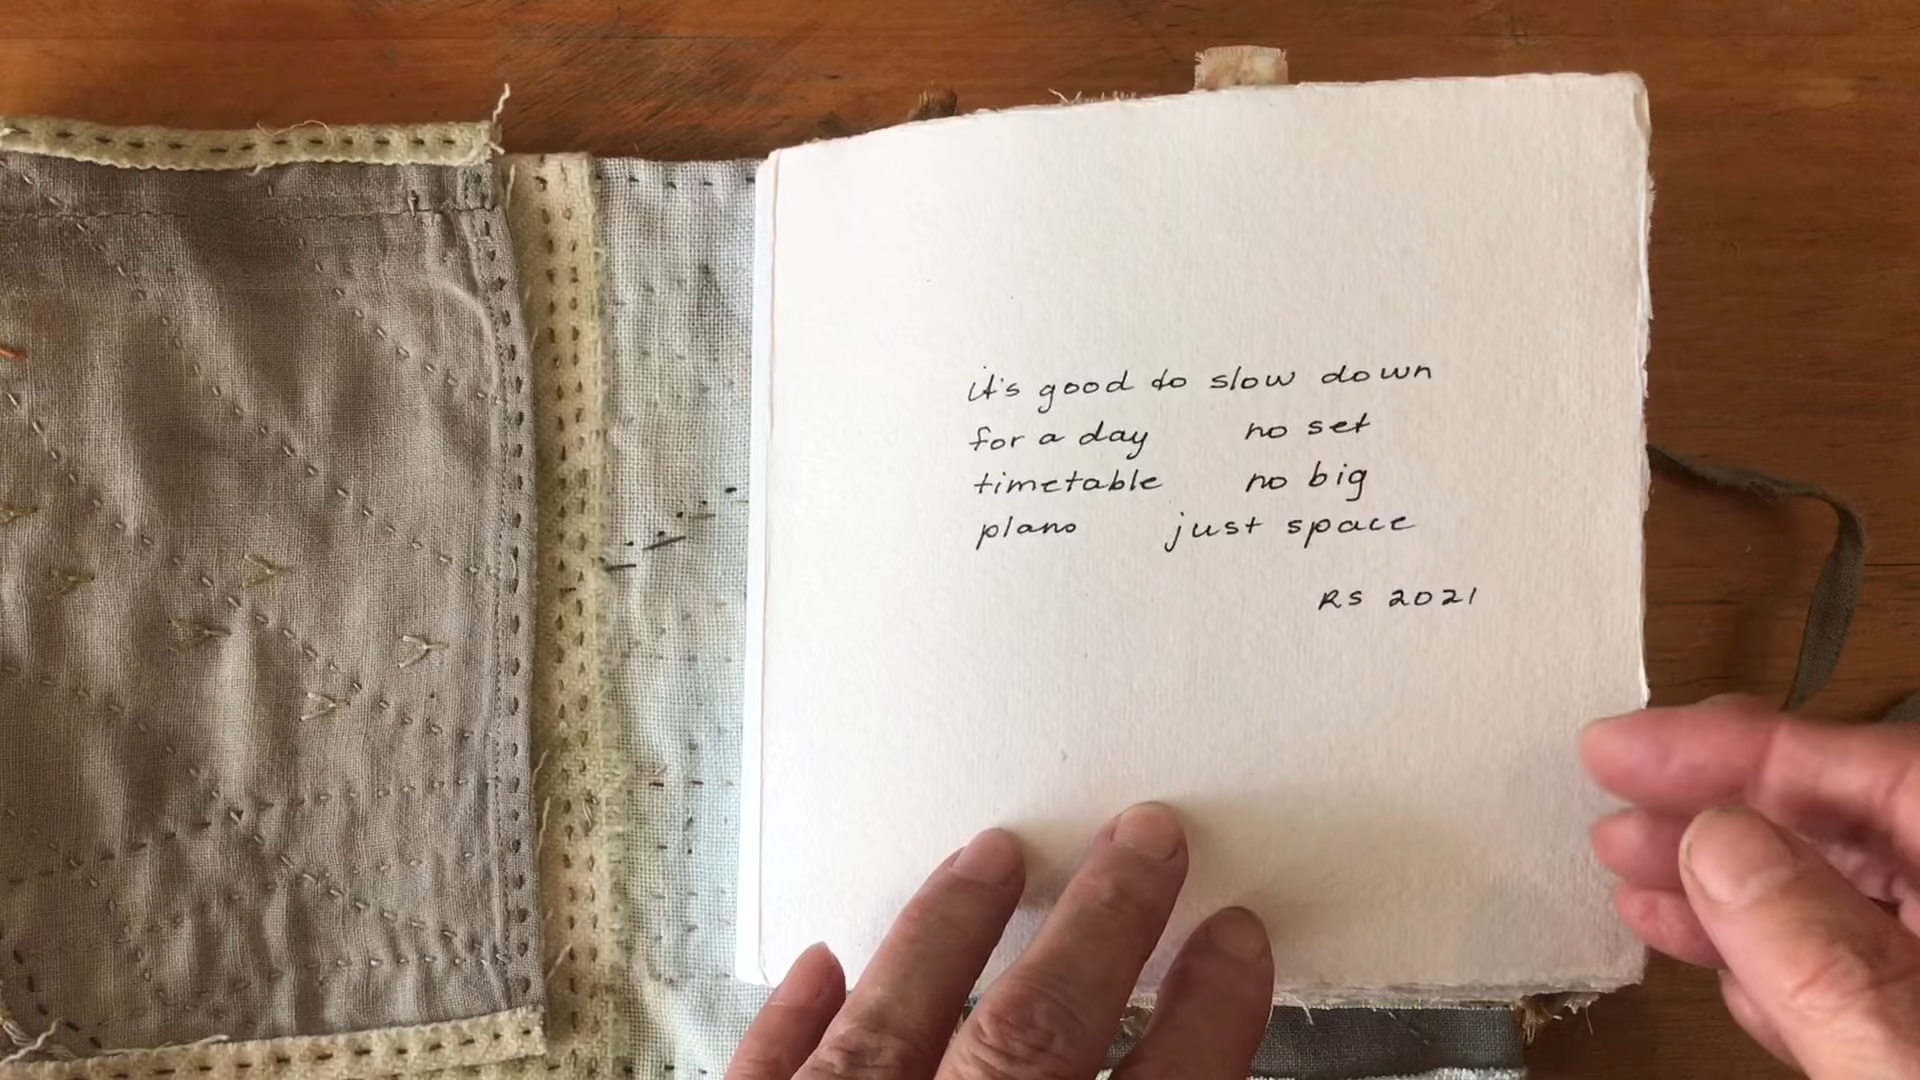 it's good to slow down
for a day no set
timetable no big
plans just space
RS 2021